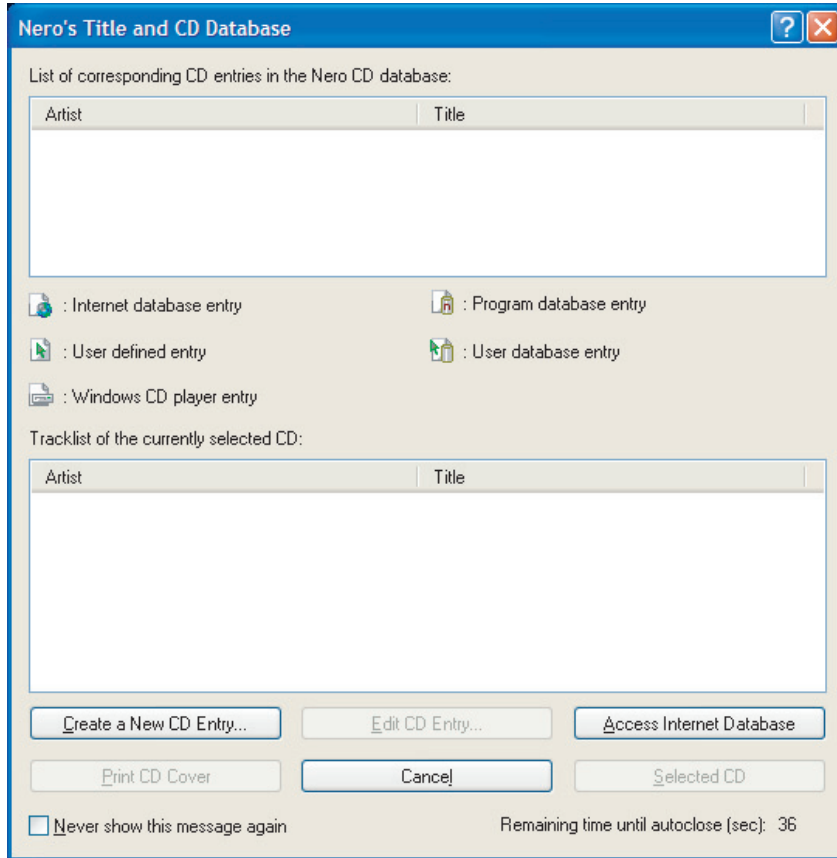 Nero's Title and CD Database
List of corresponding CD entries in the Nero CD database:
Artist Title
: Internet database entry : Program database entry
: User defined entry : User database entry
: Windows CD player entry
Tracklist of the currently selected CD:
Artist Title
Create a New CD Entry... Edit CD Entry... Access Internet Database
Print CD Cover Cancel Selected CD
Never show this message again Remaining time until autoclose (sec): 36